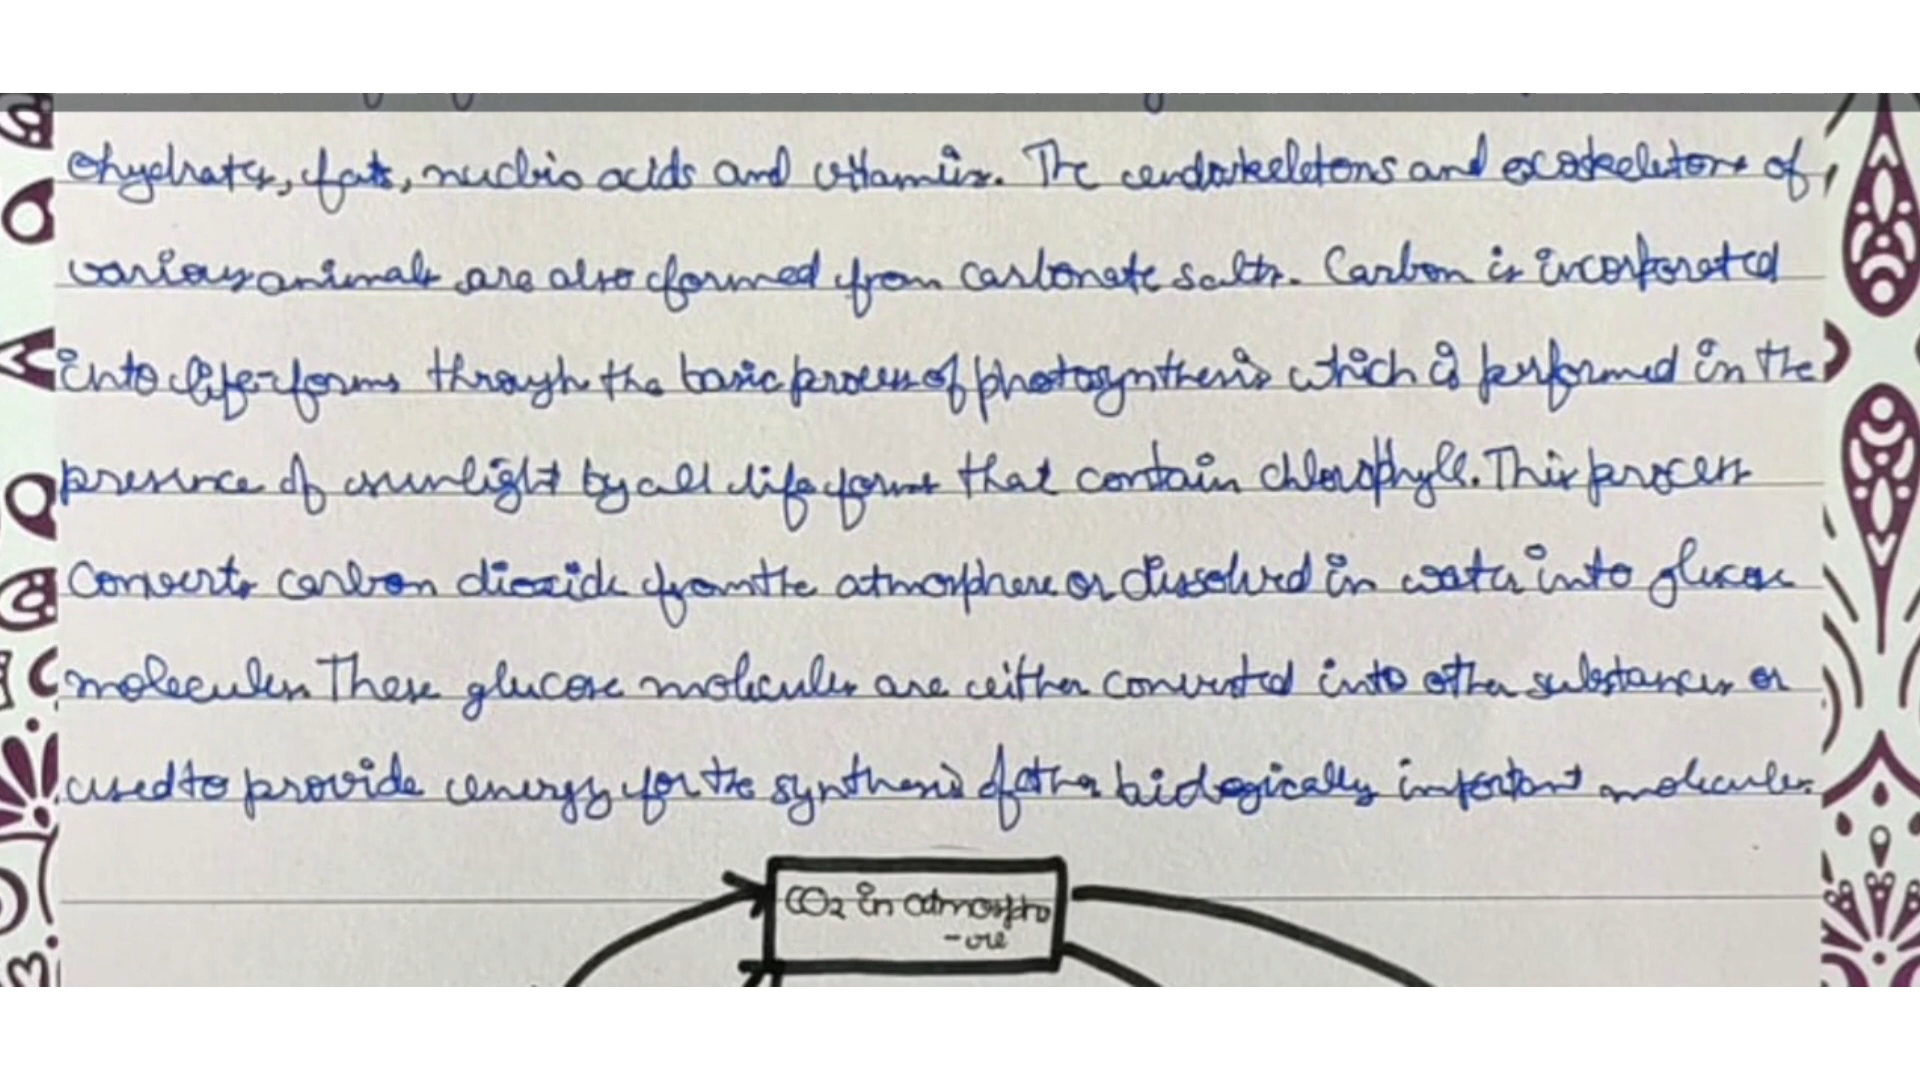 ohydrates, fats, nucleic acids and vitamins. The endoskeletons and exoskeletons of
various animals are also formed from carbonate salts. Carbon is incorporated
into life-forms through the basic process of photosynthesis which is performed in the
presence of sunlight by all life forms that contain chlorophyll. This process
converts carbon dioxide from the atmosphere or dissolved in water into glucose
molecules. These glucose molecules are either converted into other substances or
used to provide energy for the synthesis of other biologically important molecules.
CO2 in atmosphe
-re